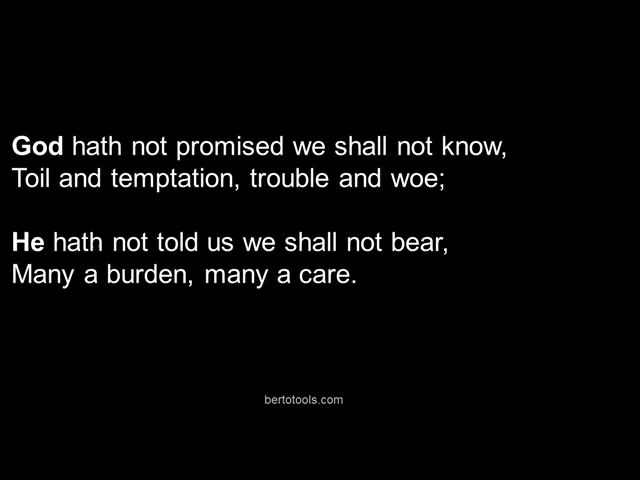 God hath not promised we shall not know,
Toil and temptation, trouble and woe;
He hath not told us we shall not bear,
Many a burden, many a care.
bertotools.com